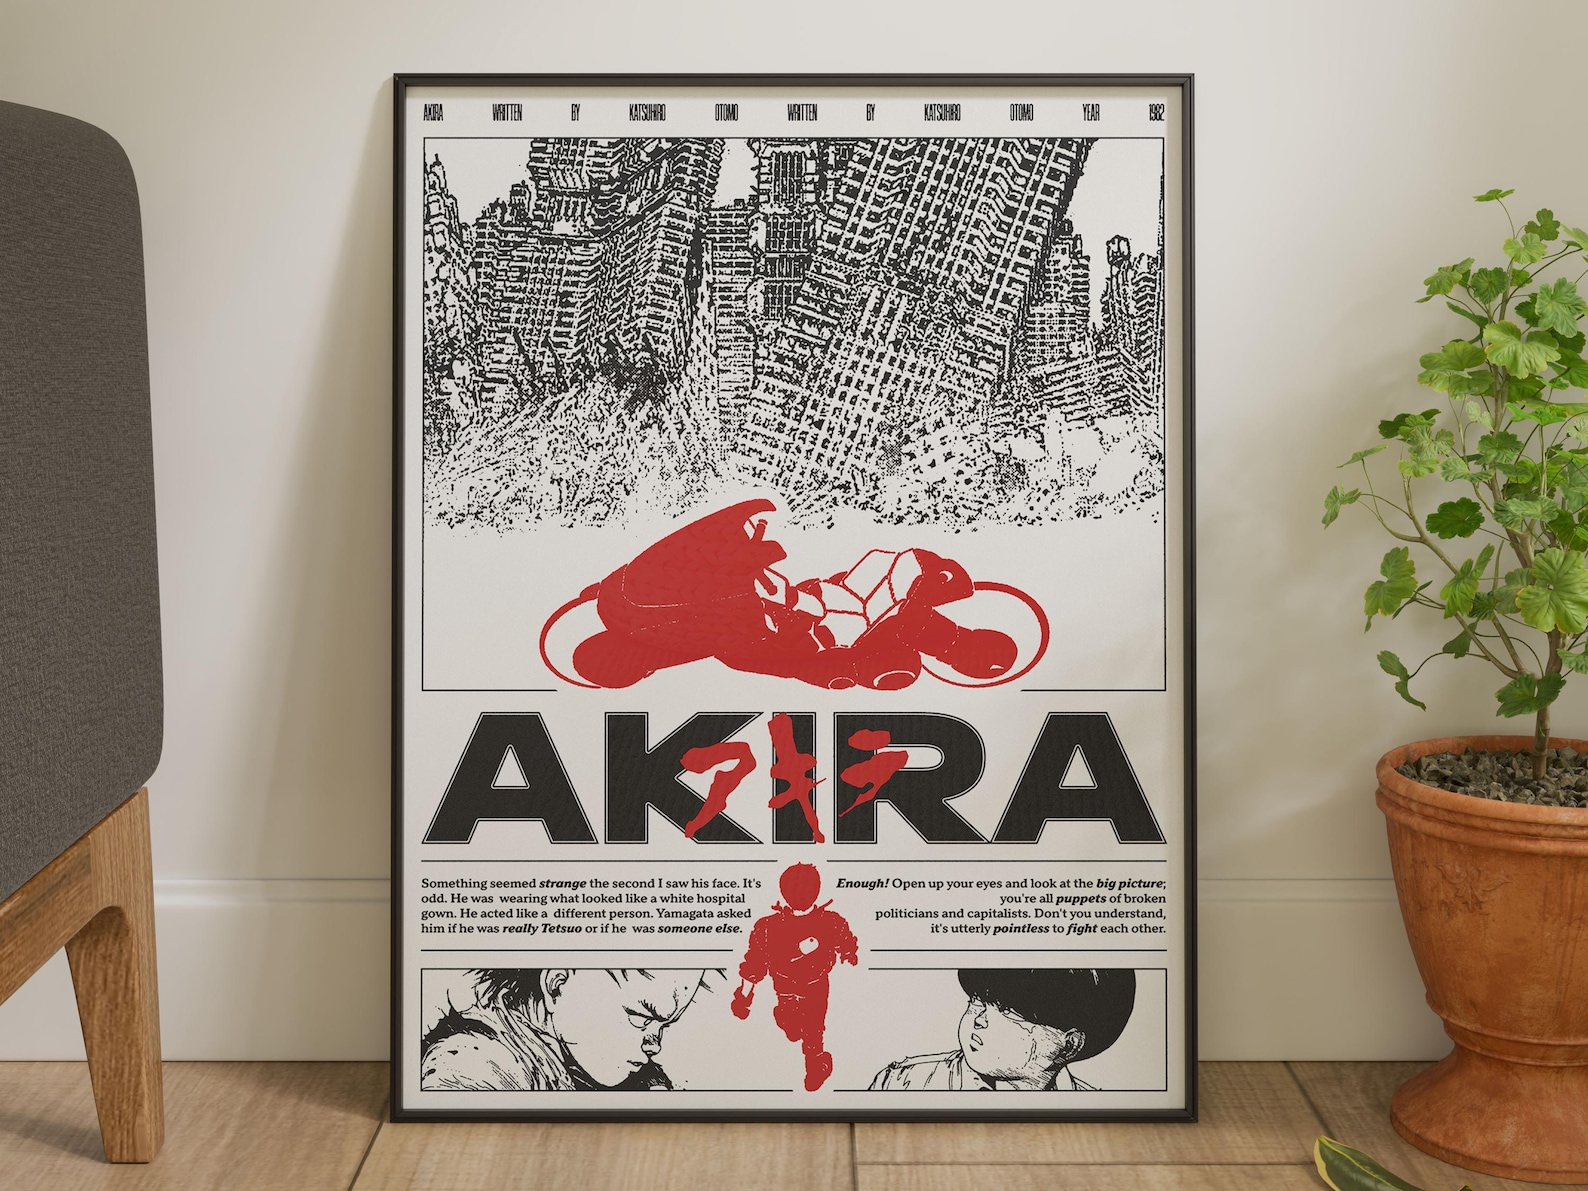 AKIRA WRITTEN BY KATSUHIRO OTOMO WRITTEN BY KATSUHIRO OTOMO YEAR 1982
AKIRA
アキラ
Something seemed strange the second I saw his face. It's
odd. He was wearing what looked like a white hospital
gown. He acted like a different person. Yamagata asked
him if he was really Tetsuo or if he was someone else.
Enough! Open up your eyes and look at the big picture;
you're all puppets of broken
politicians and capitalists. Don't you understand,
it's utterly pointless to fight each other.